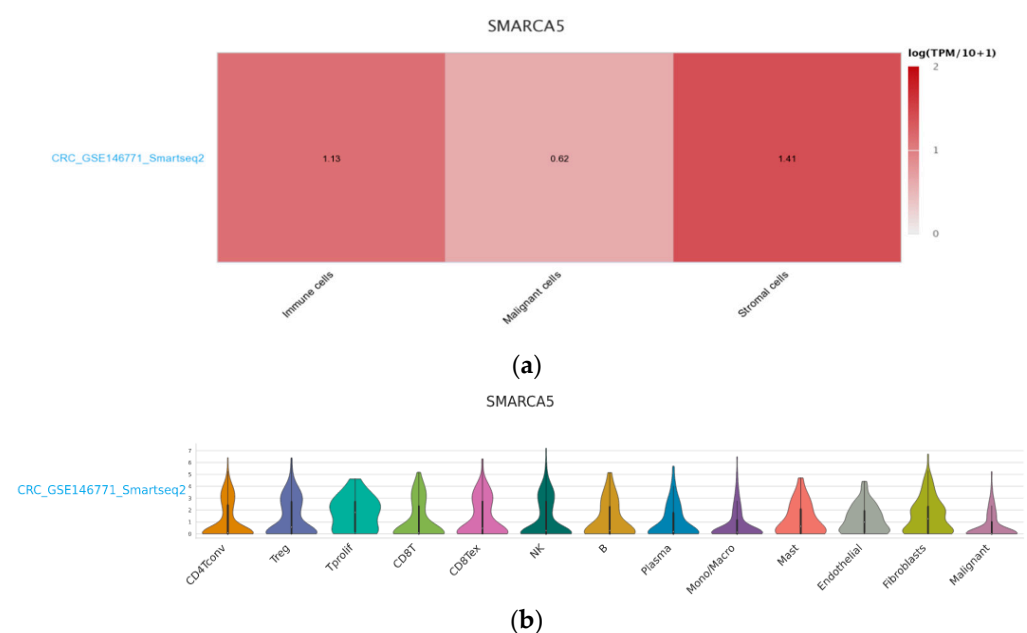 SMARCA5
log(TPM/10+1)
2
1
0
CRC_GSE146771_Smartseq2
1.13
0.62
1.41
Immune cells
Malignant cells
Stromal cells
(a)
SMARCA5
7
6
5
4
3
2
1
0
CRC_GSE146771_Smartseq2
CD4Tconv
Treg
Tprolif
CD8T
CD8Tex
NK
B
Plasma
Mono/Macro
Mast
Endothelial
Fibroblasts
Malignant
(b)